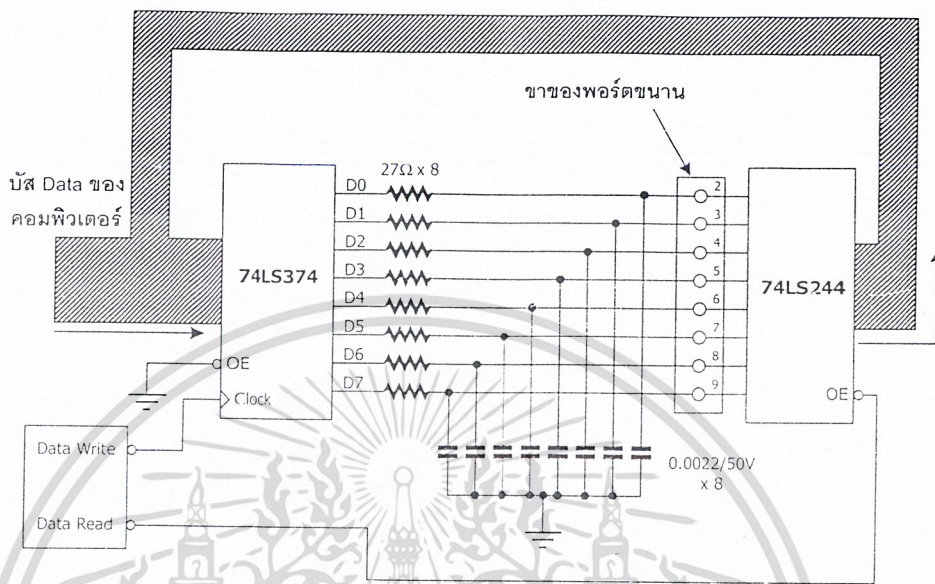 ขาของพอร์ตขนาน
บัส Data ของ
คอมพิวเตอร์
27Ω x 8
D0
D1
D2
D3
D4
D5
D6
D7
74LS374
OE
Clock
2
3
4
5
6
7
8
9
74LS244
OE
Data Write
Data Read
0.0022/50V
x 8